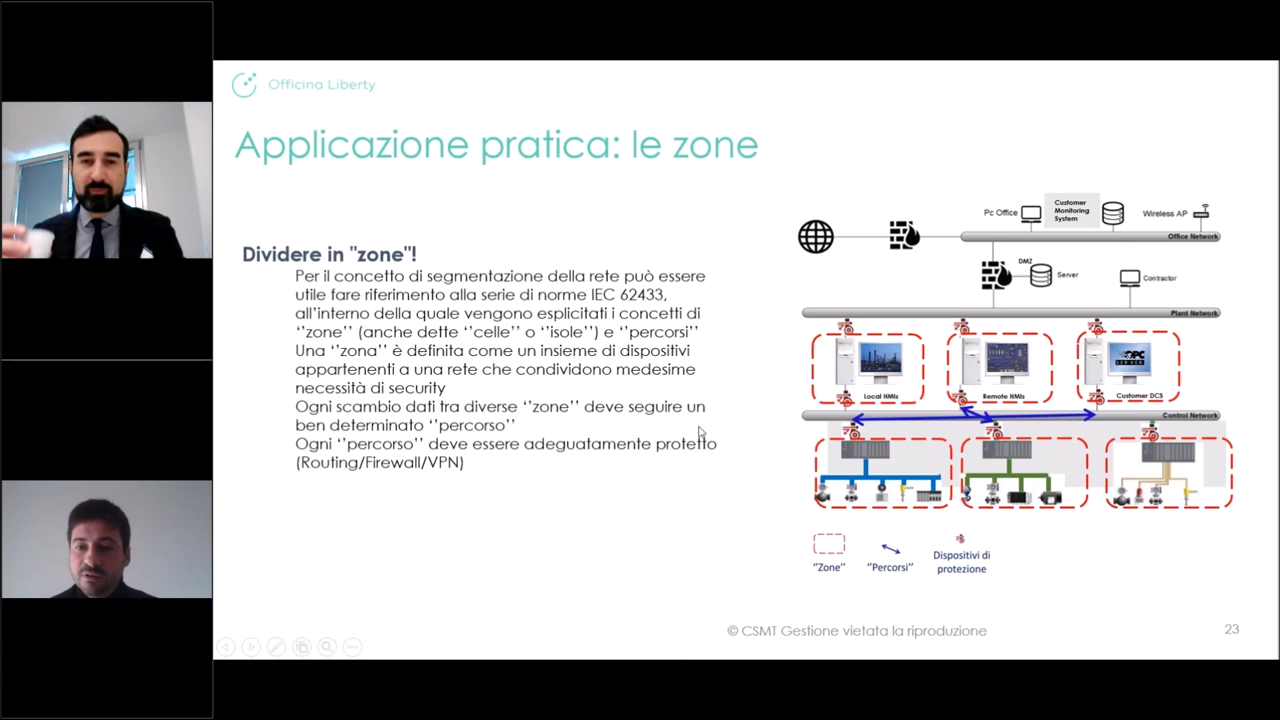 Officina Liberty
Applicazione pratica: le zone
Dividere in "zone"!
Per il concetto di segmentazione della rete può essere
utile fare riferimento alla serie di norme IEC 62433,
all'interno della quale vengono esplicitati i concetti di
‘’zone’’ (anche dette ‘’celle’’ o ‘’isole’’) e ‘’percorsi’’
Una ‘’zona’’ è definita come un insieme di dispositivi
appartenenti a una rete che condividono medesime
necessità di security
Ogni scambio dati tra diverse ‘’zone’’ deve seguire un
ben determinato ‘’percorso’’
Ogni ‘’percorso’’ deve essere adeguatamente protetto
(Routing/Firewall/VPN)
Pc Office
Customer
Monitoring
System
Wireless AP
Office Network
DMZ
Server
Contractor
Plant Network
Local HMIs
Remote HMIs
OPC
SERVER
Customer DCS
Control Network
‘’Zone’’
‘’Percorsi’’
Dispositivi di
protezione
© CSMT Gestione vietata la riproduzione
23